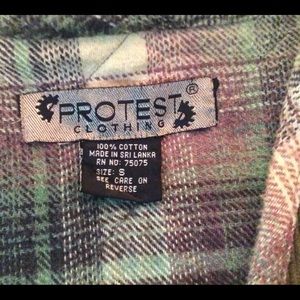 PROTEST®
CLOTHING
100% COTTON
MADE IN SRI LANKA
RN NO: 75075
SIZE: S
SEE CARE ON
REVERSE